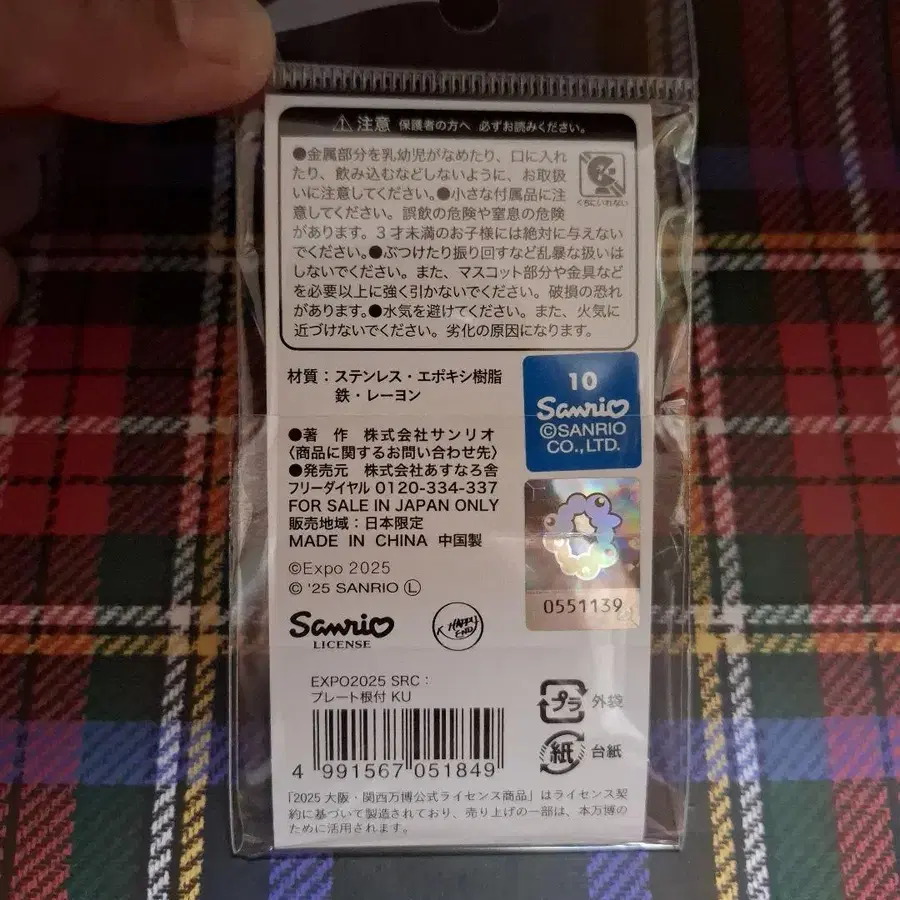 ⚠注意 保護者の方へ 必ずお読みください。
●金属部分を乳幼児がなめたり、口に入れ
たり、飲み込むなどしないように、お取扱
いに注意してください。●小さな付属品に注
意してください。誤飲の危険や窒息の危険
があります。3才未満のお子様には絶対に与えない
でください。●ぶつけたり振り回すなど乱暴な扱いは
しないでください。また、マスコット部分や金具など
を必要以上に強く引かないでください。破損の恐れ
があります。●水気を避けてください。また、火気に
近づけないでください。劣化の原因になります。
くちにいれない
材質:ステンレス・エポキシ樹脂
鉄・レーヨン
10
Sanrio
©SANRIO
CO.,LTD.
●著 作 株式会社サンリオ
〈商品に関するお問い合わせ先〉
●発売元 株式会社あすなろ舎
フリーダイヤル 0120-334-337
FOR SALE IN JAPAN ONLY
販売地域:日本限定
MADE IN CHINA 中国製
©Expo 2025
© '25 SANRIO Ⓛ
0551139
Sanrio
LICENSE
HAPPY
END
EXPO2025 SRC:
プレート根付 KU
4 991567 051849
プラ 外袋
紙 台紙
「2025 大阪・関西万博公式ライセンス商品」はライセンス契
約に基づいて製造されており、売り上げの一部は、本万博の
ために活用されます。